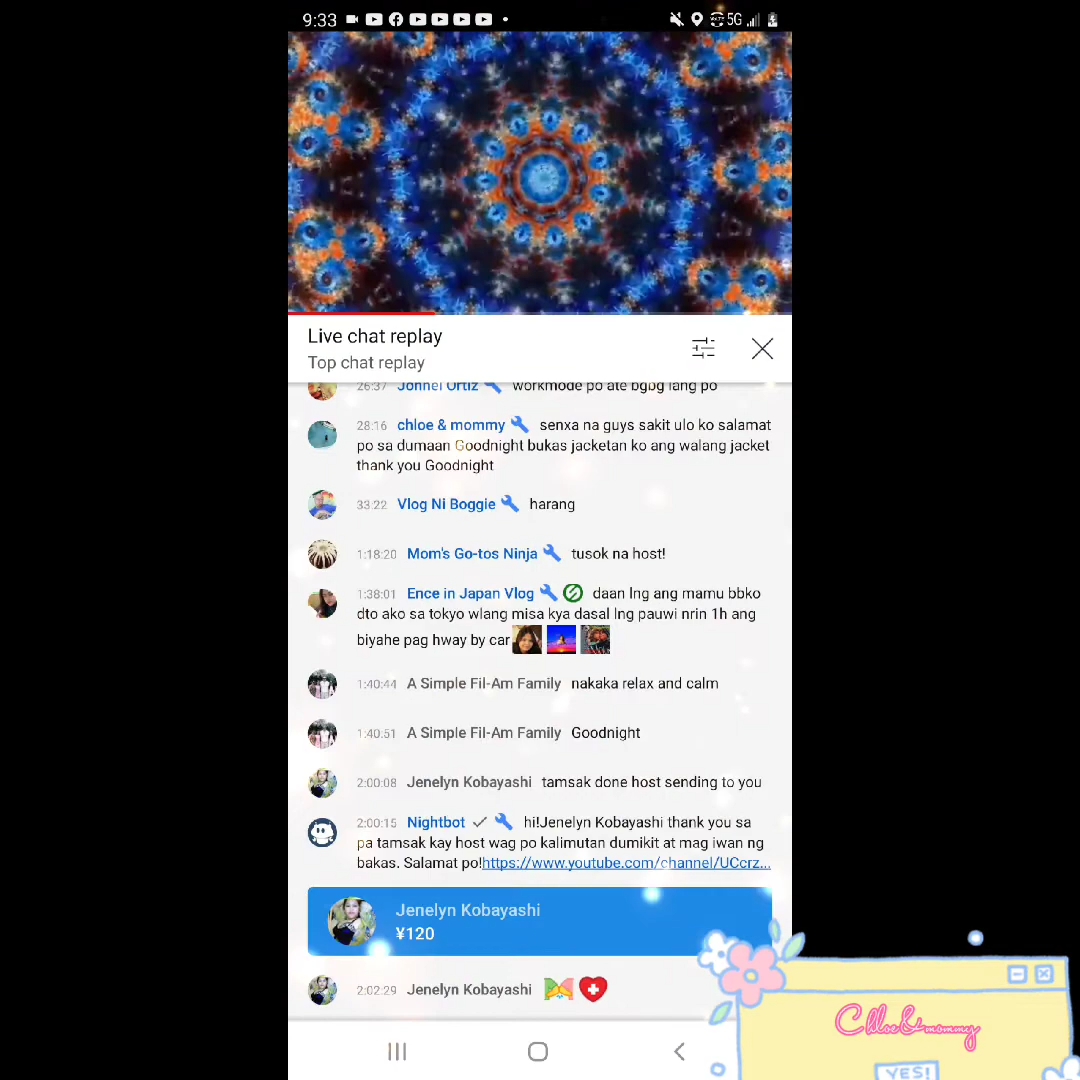 9:33
5G
Live chat replay
Top chat replay
26:37 Johnel Ortiz workmode po ate bgbg lang po
28:16 chloe & mommy senxa na guys sakit ulo ko salamat
po sa dumaan Goodnight bukas jacketan ko ang walang jacket
thank you Goodnight
33:22 Vlog Ni Boggie harang
1:18:20 Mom's Go-tos Ninja tusok na host!
1:38:01 Ence in Japan Vlog daan lng ang mamu bbko
dto ako sa tokyo wlang misa kya dasal lng pauwi nrin 1h ang
biyahe pag hway by car
1:40:44 A Simple Fil-Am Family nakaka relax and calm
1:40:51 A Simple Fil-Am Family Goodnight
2:00:08 Jenelyn Kobayashi tamsak done host sending to you
2:00:15 Nightbot hi!Jenelyn Kobayashi thank you sa
pa tamsak kay host wag po kalimutan dumikit at mag iwan ng
bakas. Salamat po!https://www.youtube.com/channel/UCcrz...
Jenelyn Kobayashi
¥120
2:02:29 Jenelyn Kobayashi
Chloe&mommy
YES!